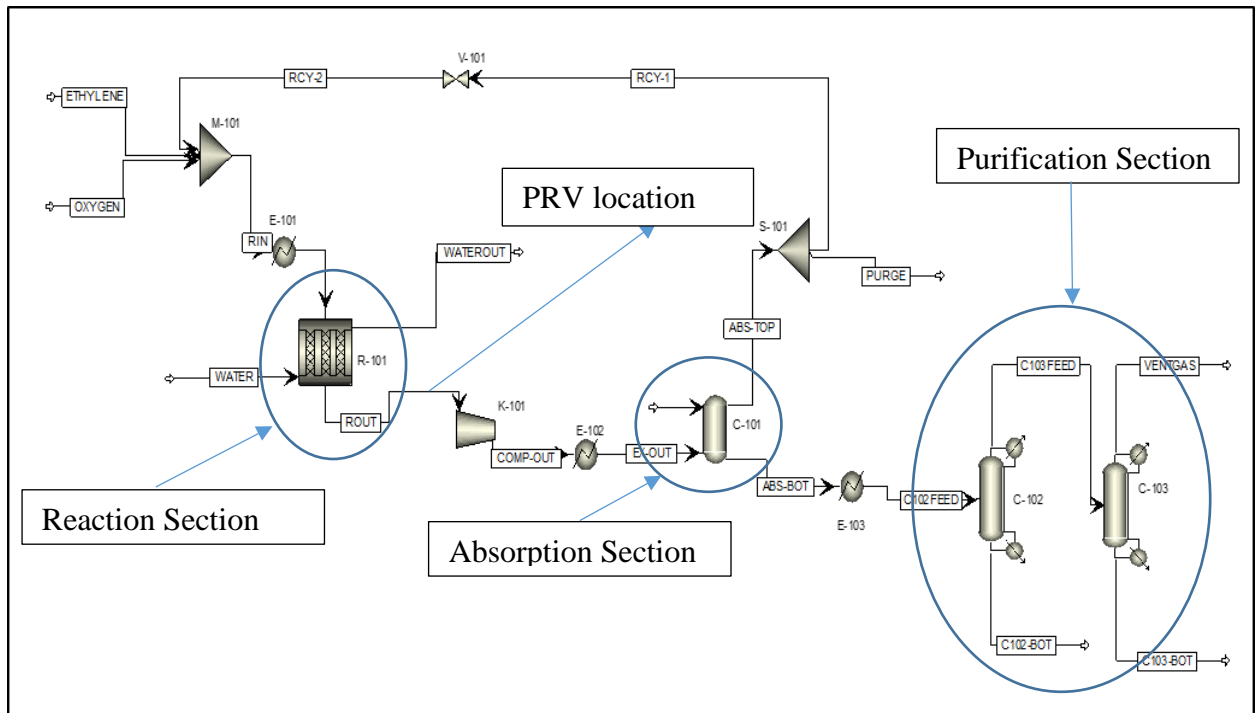 V-101
RCY-2
RCY-1
ETHYLENE
M-101
Purification Section
PRV location
OXYGEN
E-101
S-101
RIN
WATEROUT
PURGE
ABS-TOP
R-101
C103FEED
VENTGAS
WATER
K-101
C-101
ROUT
E-102
COMP-OUT
EX-OUT
C-102
C-103
ABS-BOT
C102FEED
Reaction Section
E-103
Absorption Section
C102-BOT
C103-BOT